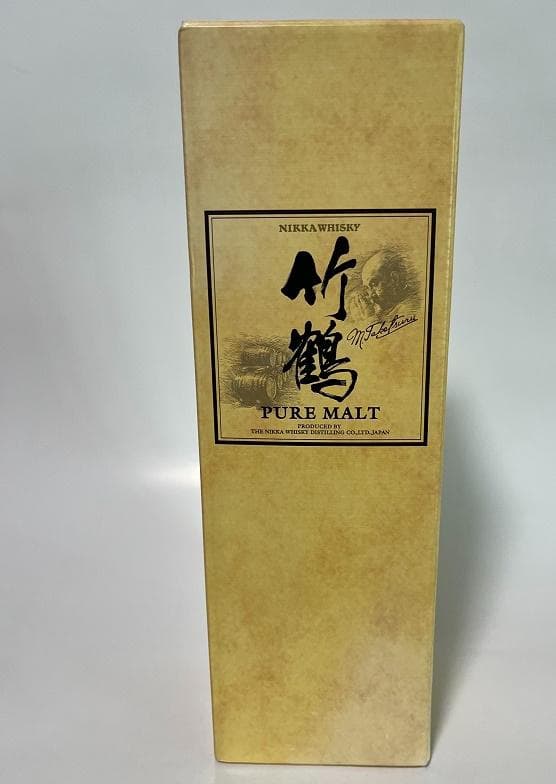 NIKKA WHISKY
竹
鶴
M. Taketsuru
PURE MALT
PRODUCED BY
THE NIKKA WHISKY DISTILLING CO.,LTD.,JAPAN